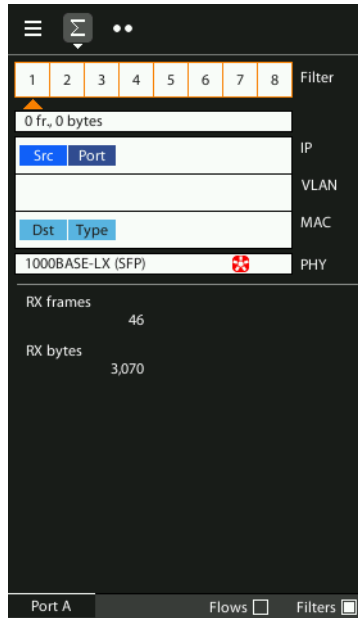 Σ
1 2 3 4 5 6 7 8 Filter
0 fr., 0 bytes
Src Port IP
VLAN
Dst Type MAC
1000BASE-LX (SFP) PHY
RX frames
46
RX bytes
3,070
Port A Flows Filters